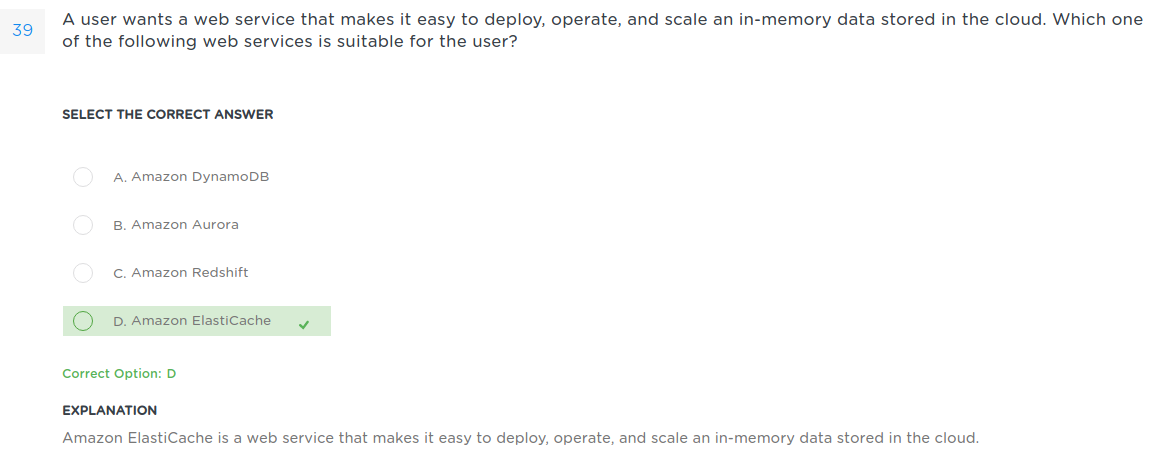 39
A user wants a web service that makes it easy to deploy, operate, and scale an in-memory data stored in the cloud. Which one
of the following web services is suitable for the user?
SELECT THE CORRECT ANSWER
A. Amazon DynamoDB
B. Amazon Aurora
C. Amazon Redshift
D. Amazon ElastiCache
Correct Option: D
EXPLANATION
Amazon ElastiCache is a web service that makes it easy to deploy, operate, and scale an in-memory data stored in the cloud.